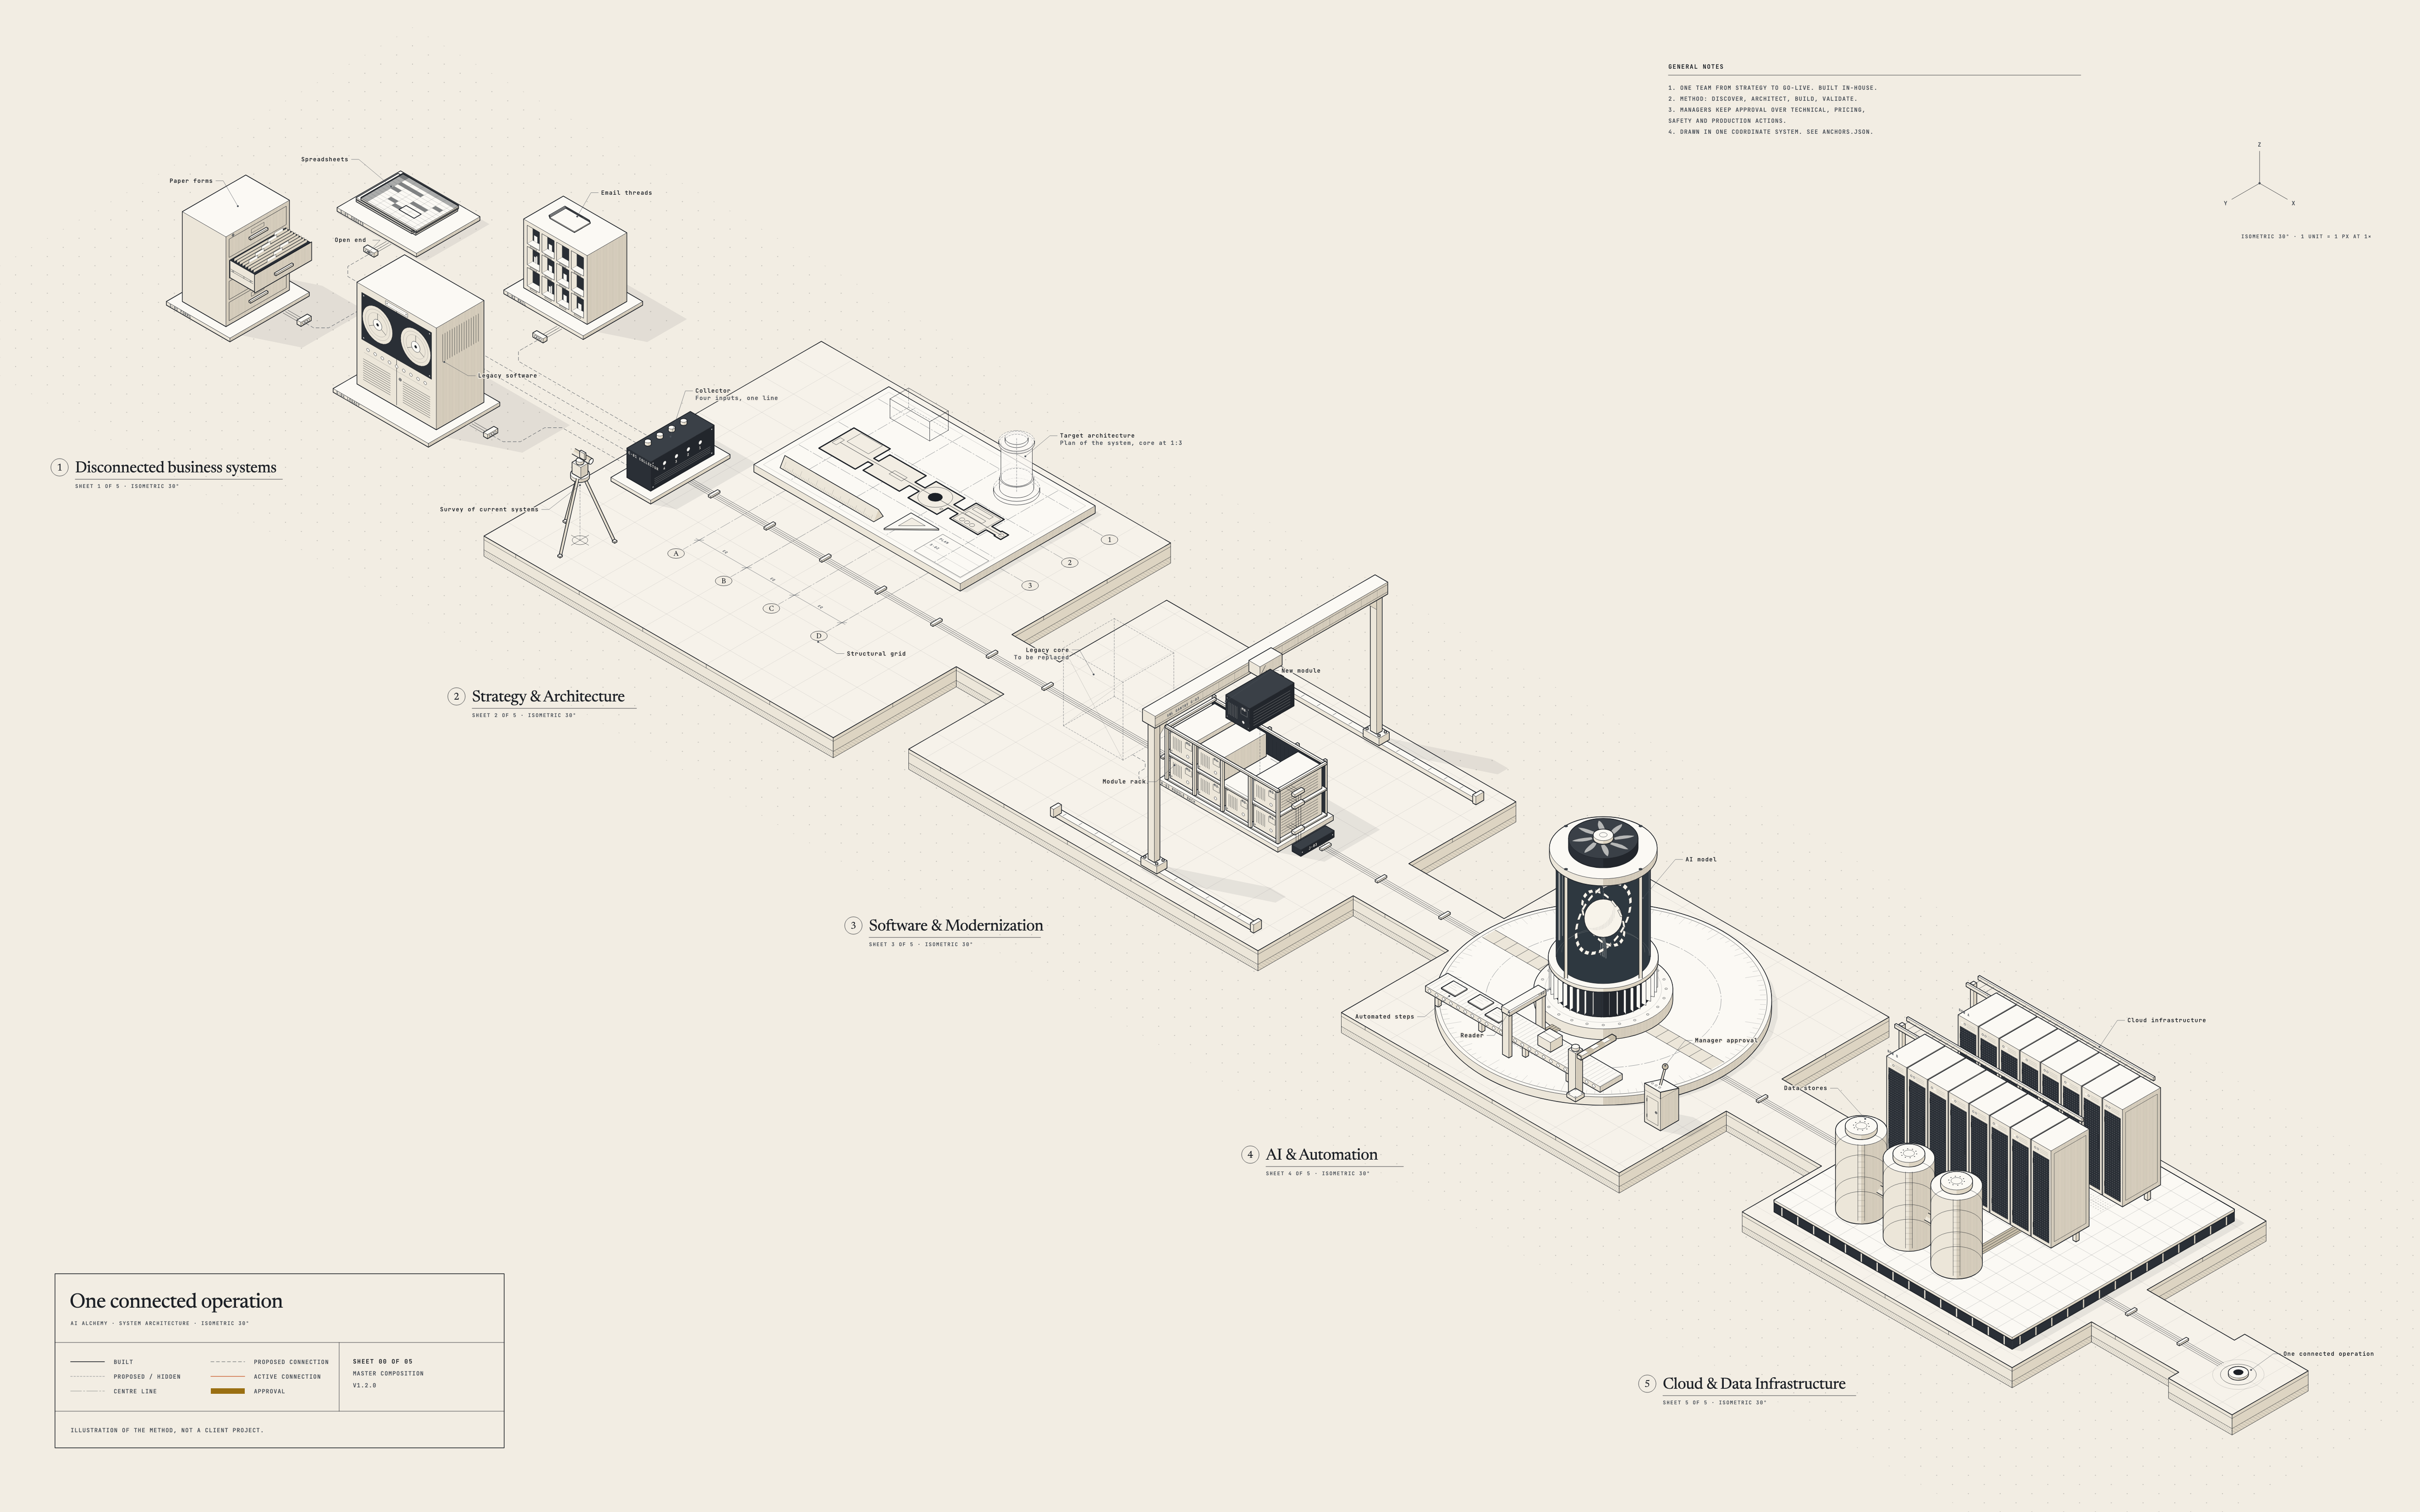 GENERAL NOTES
1. ONE TEAM FROM STRATEGY TO GO-LIVE. BUILT IN-HOUSE.
2. METHOD: DISCOVER, ARCHITECT, BUILD, VALIDATE.
3. MANAGERS KEEP APPROVAL OVER TECHNICAL, PRICING,
SAFETY AND PRODUCTION ACTIONS.
4. DRAWN IN ONE COORDINATE SYSTEM. SEE ANCHORS.JSON.
Z
Y
X
ISOMETRIC 30° · 1 UNIT = 1 PX AT 1×
Spreadsheets
Paper forms
Email threads
Open end
Legacy software
Collector
Four inputs, one line
Target architecture
Plan of the system, core at 1:3
1 Disconnected business systems
SHEET 1 OF 5 · ISOMETRIC 30°
Survey of current systems
A
B
C
D
1
2
3
PLAN
Structural grid
Legacy core
To be replaced
New module
2 Strategy & Architecture
SHEET 2 OF 5 · ISOMETRIC 30°
Module rack
AI model
3 Software & Modernization
SHEET 3 OF 5 · ISOMETRIC 30°
Automated steps
Reader
Manager approval
Cloud infrastructure
Data stores
4 AI & Automation
SHEET 4 OF 5 · ISOMETRIC 30°
One connected operation
5 Cloud & Data Infrastructure
SHEET 5 OF 5 · ISOMETRIC 30°
One connected operation
AI ALCHEMY · SYSTEM ARCHITECTURE · ISOMETRIC 30°
BUILT
PROPOSED CONNECTION
PROPOSED / HIDDEN
ACTIVE CONNECTION
CENTRE LINE
APPROVAL
SHEET 00 OF 05
MASTER COMPOSITION
V1.2.0
ILLUSTRATION OF THE METHOD, NOT A CLIENT PROJECT.